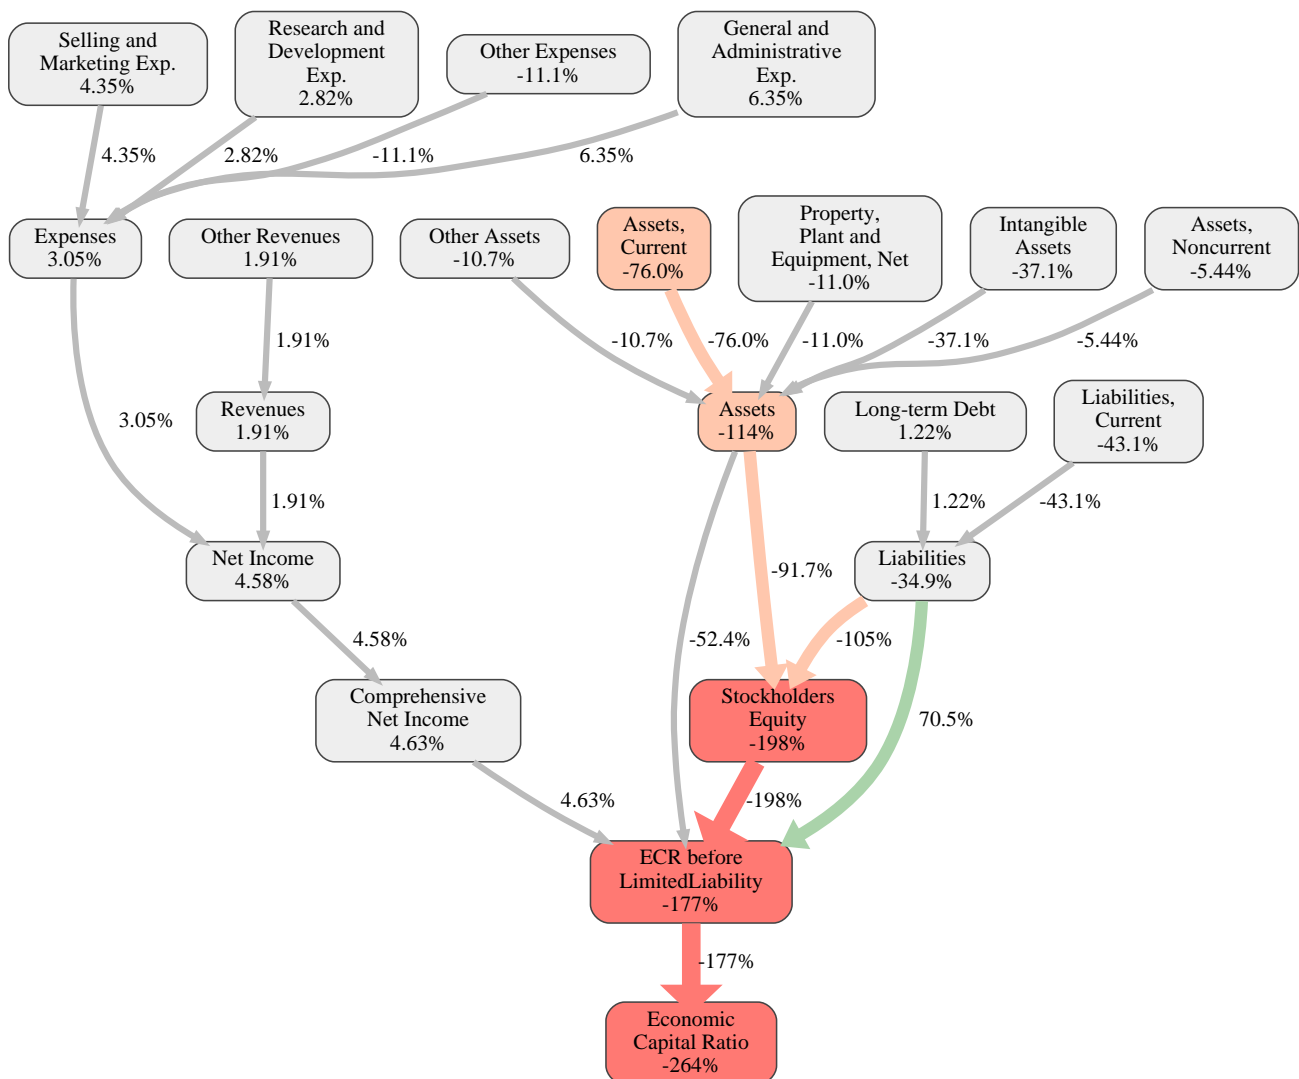 Selling and
Marketing Exp.
4.35%
Research and
Development
Exp.
2.82%
Other Expenses
-11.1%
General and
Administrative
Exp.
6.35%
4.35%
2.82%
-11.1%
6.35%
Expenses
3.05%
Other Revenues
1.91%
Other Assets
-10.7%
Assets,
Current
-76.0%
Property,
Plant and
Equipment, Net
-11.0%
Intangible
Assets
-37.1%
Assets,
Noncurrent
-5.44%
1.91%
-10.7%
-76.0%
-11.0%
-37.1%
-5.44%
3.05%
Revenues
1.91%
Assets
-114%
Long-term Debt
1.22%
Liabilities,
Current
-43.1%
1.91%
1.22%
-43.1%
Net Income
4.58%
-91.7%
Liabilities
-34.9%
4.58%
-52.4%
-105%
Comprehensive
Net Income
4.63%
Stockholders
Equity
-198%
70.5%
4.63%
-198%
ECR before
LimitedLiability
-177%
-177%
Economic
Capital Ratio
-264%